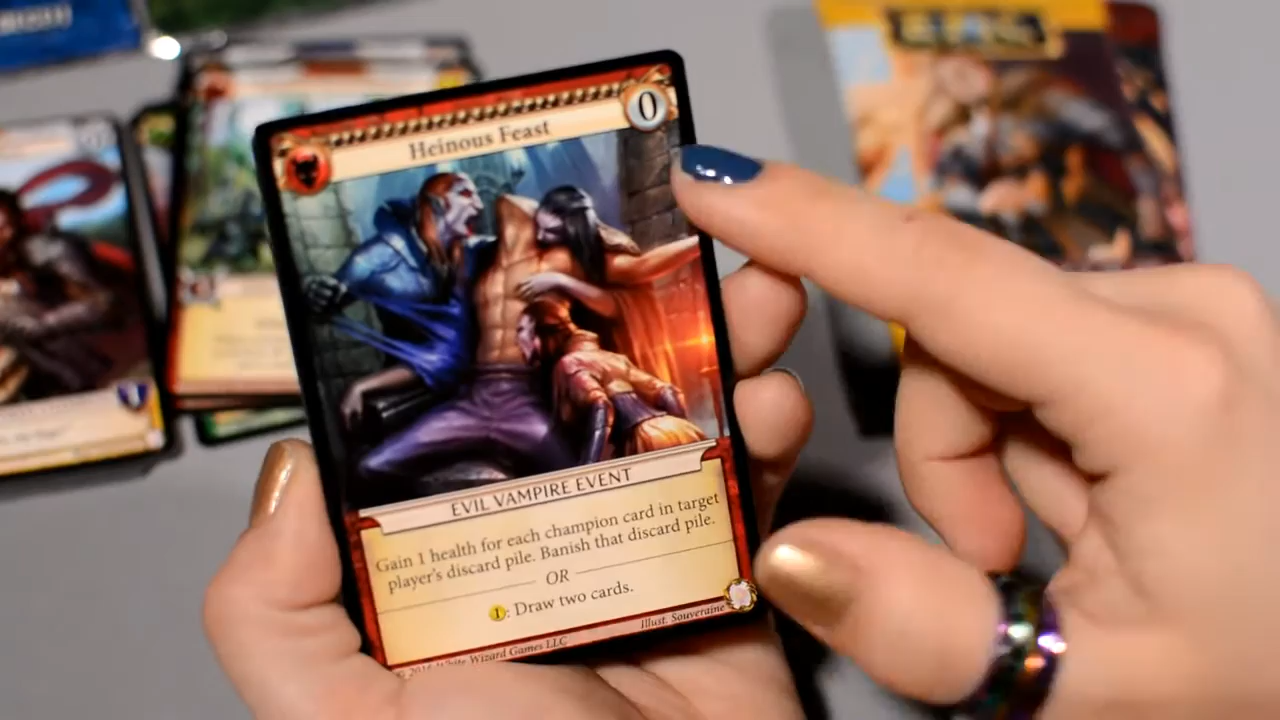 Heinous Feast
0
EVIL VAMPIRE EVENT
Gain 1 health for each champion card in target
player's discard pile. Banish that discard pile.
OR
1: Draw two cards.
Illust. Souveraine
White Wizard Games LLC